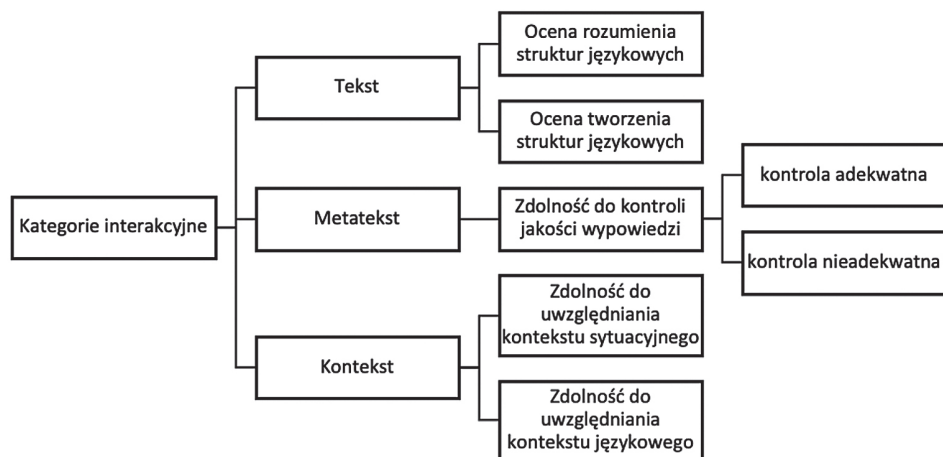 Kategorie interakcyjne
Tekst
Ocena rozumienia
struktur językowych
Ocena tworzenia
struktur językowych
Metatekst
Zdolność do kontroli
jakości wypowiedzi
kontrola adekwatna
kontrola nieadekwatna
Kontekst
Zdolność do
uwzględniania
kontekstu sytuacyjnego
Zdolność do
uwzględniania
kontekstu językowego